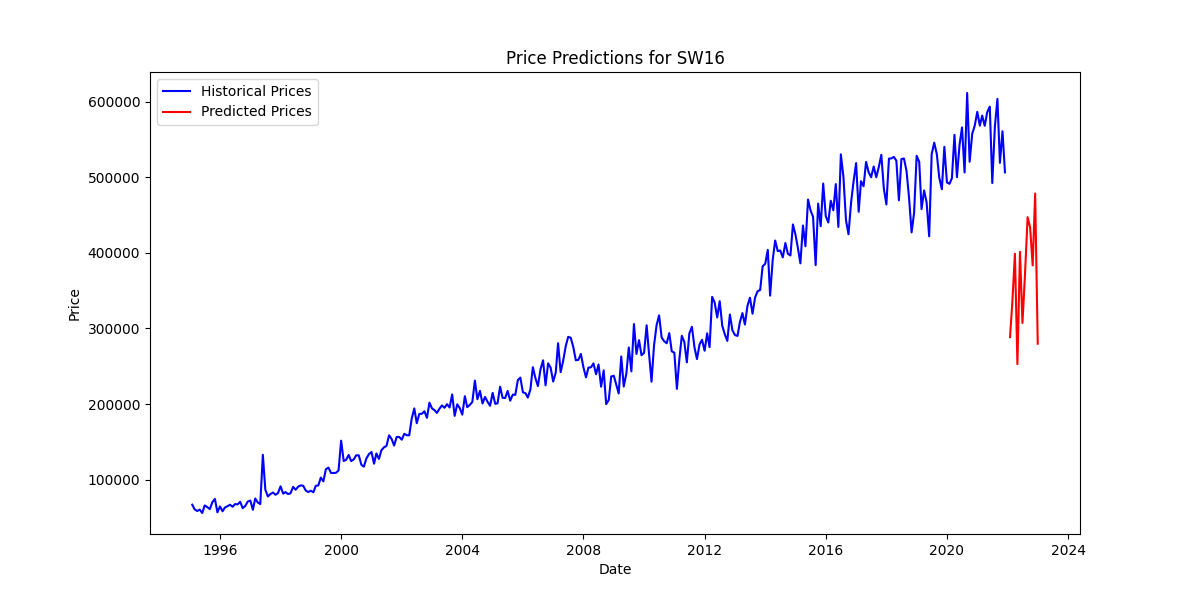 Price Predictions for SW16
Historical Prices
Predicted Prices
600000
500000
400000
300000
200000
100000
Price
1996 2000 2004 2008 2012 2016 2020 2024
Date